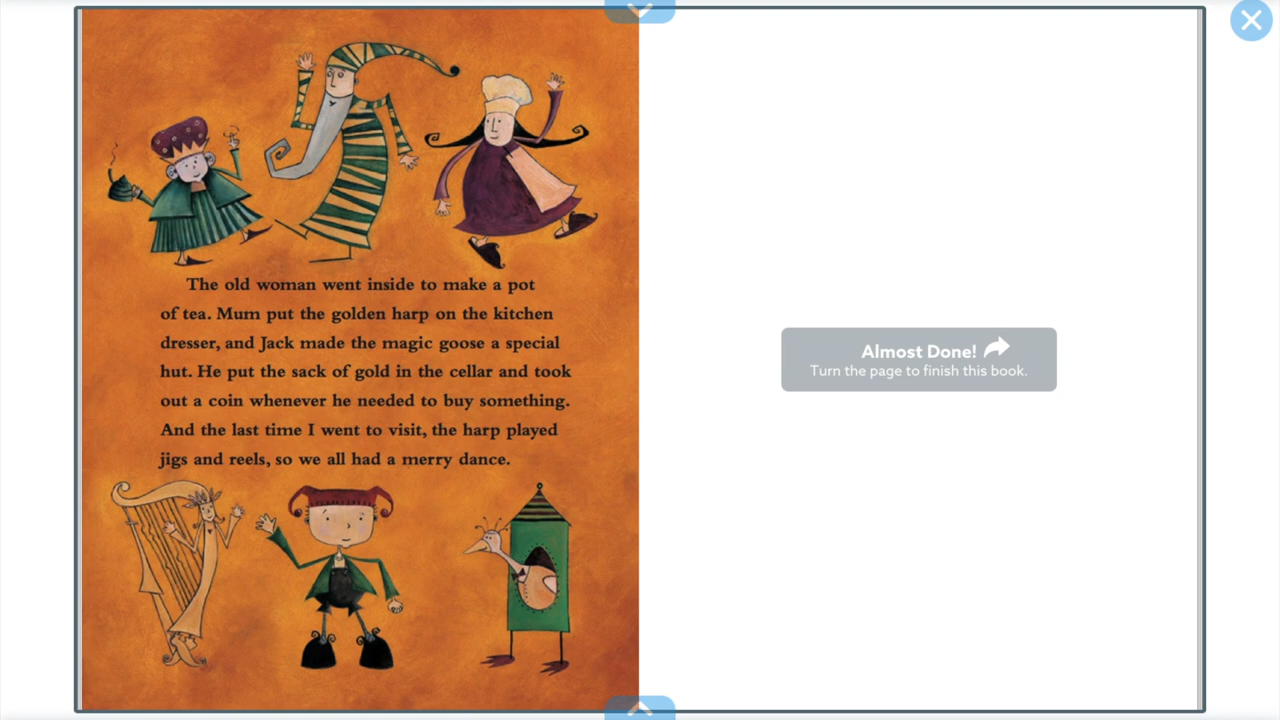 The old woman went inside to make a pot
of tea. Mum put the golden harp on the kitchen
dresser, and Jack made the magic goose a special
hut. He put the sack of gold in the cellar and took
out a coin whenever he needed to buy something.
And the last time I went to visit, the harp played
jigs and reels, so we all had a merry dance.
Almost Done!
Turn the page to finish this book.